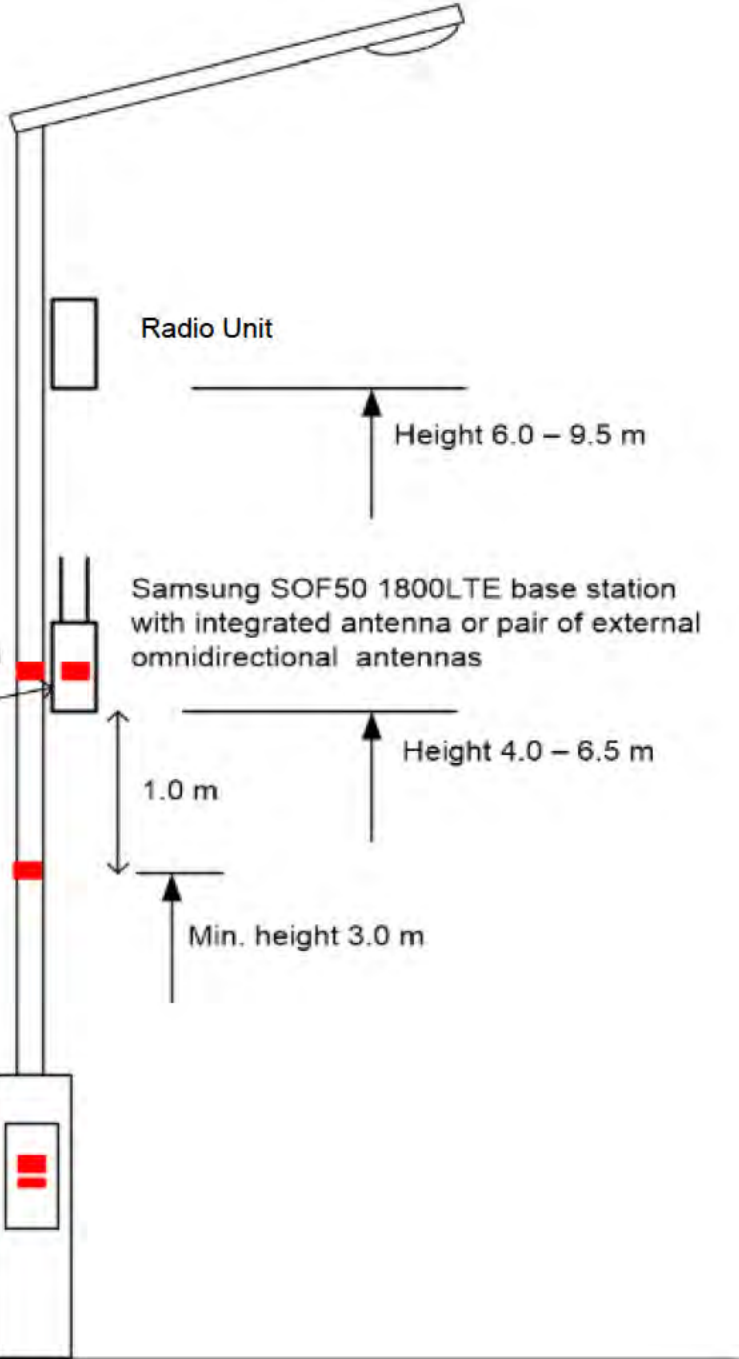 Radio Unit
Height 6.0 – 9.5 m
Samsung SOF50 1800LTE base station
with integrated antenna or pair of external
omnidirectional antennas
Height 4.0 – 6.5 m
1.0 m
Min. height 3.0 m